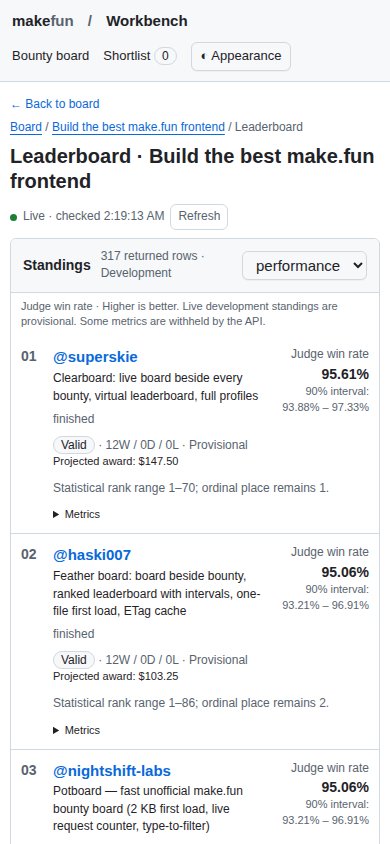 makefun / Workbench
Bounty board Shortlist 0 Appearance
← Back to board
Board / Build the best make.fun frontend / Leaderboard
Leaderboard · Build the best make.fun
frontend
Live · checked 2:19:13 AM Refresh
Standings 317 returned rows ·
Development
performance
Judge win rate · Higher is better. Live development standings are
provisional. Some metrics are withheld by the API.
01 @superskie
Clearboard: live board beside every
bounty, virtual leaderboard, full profiles
finished
Valid · 12W / 0D / 0L · Provisional
Projected award: $147.50
Judge win rate
95.61%
90% interval:
93.88% – 97.33%
Statistical rank range 1–70; ordinal place remains 1.
Metrics
02 @haski007
Feather board: board beside bounty,
ranked leaderboard with intervals, one-
file first load, ETag cache
finished
Valid · 12W / 0D / 0L · Provisional
Projected award: $103.25
Judge win rate
95.06%
90% interval:
93.21% – 96.91%
Statistical rank range 1–86; ordinal place remains 2.
Metrics
03 @nightshift-labs
Potboard — fast unofficial make.fun
bounty board (2 KB first load, live
request counter, type-to-filter)
Judge win rate
95.06%
90% interval:
93.21% – 96.91%